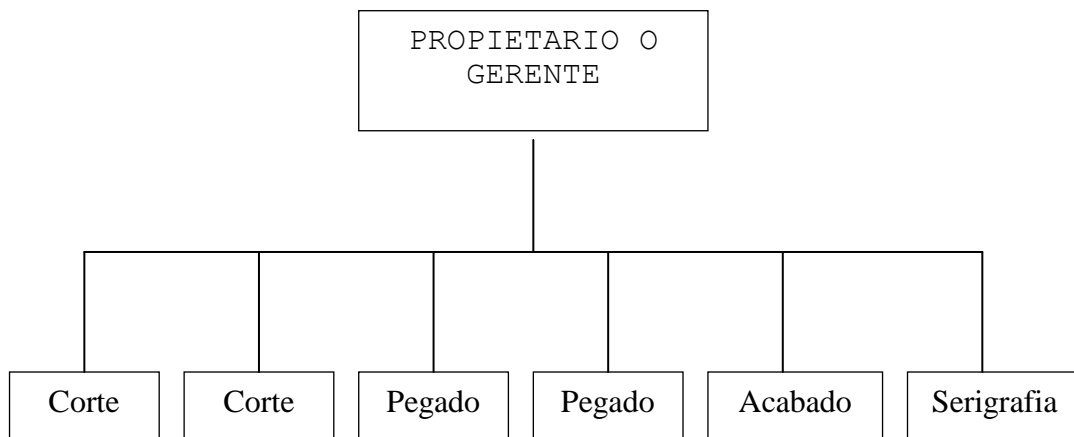 PROPIETARIO O
GERENTE
Corte
Corte
Pegado
Pegado
Acabado
Serigrafia